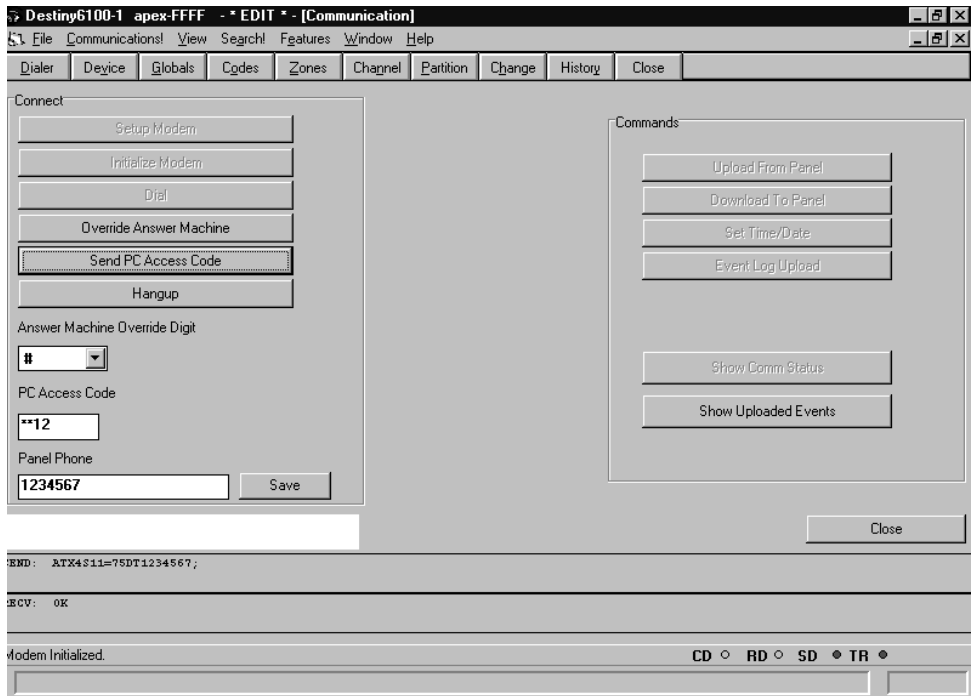 Destiny6100-1 apex-FFFF - * EDIT * - [Communication]
File Communications! View Search! Features Window Help
Dialer Device Globals Codes Zones Channel Partition Change History Close
Connect
Setup Modem
Initialize Modem
Dial
Override Answer Machine
Send PC Access Code
Hangup
Answer Machine Override Digit
#
PC Access Code
**12
Panel Phone
1234567 Save
Commands
Upload From Panel
Download To Panel
Set Time/Date
Event Log Upload
Show Comm Status
Show Uploaded Events
Close
SEND: ATX4S11=75DT1234567;
RECV: OK
Modem Initialized. CD RD SD TR